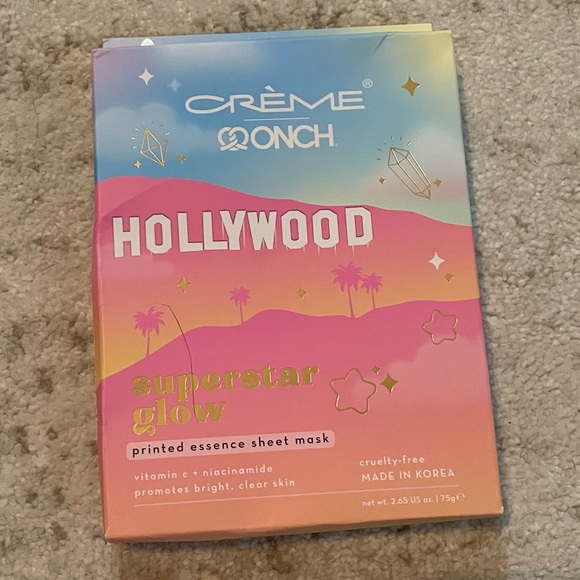 CRÈME®
ONCH
HOLLYWOOD
superstar
glow
printed essence sheet mask
vitamin c + niacinamide
promotes bright, clear skin
cruelty-free
MADE IN KOREA
net wt. 2.65 US oz. | 75g℮